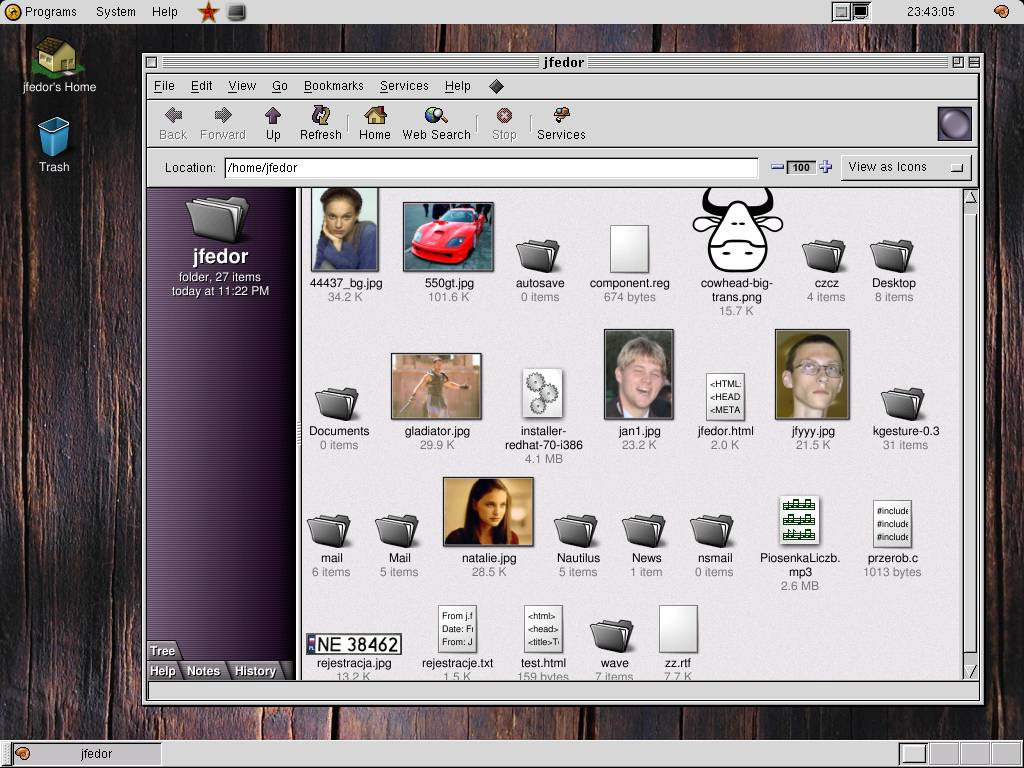 Programs System Help 23:43:05
jfedor's Home
Trash
jfedor
File Edit View Go Bookmarks Services Help
Back Forward Up Refresh Home Web Search Stop Services
Location: /home/jfedor 100 View as Icons
jfedor
folder, 27 items
today at 11:22 PM
44437_bg.jpg 550gt.jpg autosave component.reg cowhead-big- czcz Desktop
34.2 K 101.6 K 0 items 674 bytes trans.png 4 items 8 items
15.7 K
<HTML:
<HEAD
<META
Documents gladiator.jpg installer- jan1.jpg jfedor.html jfyyy.jpg kgesture-0.3
0 items 29.9 K redhat-70-i386 23.2 K 2.0 K 21.5 K 31 items
4.1 MB
#include
#include
#include
mail Mail natalie.jpg Nautilus News nsmail PiosenkaLiczb. przerob.c
6 items 5 items 28.5 K 5 items 1 item 0 items mp3 1013 bytes
2.6 MB
From j.f <html>
Date: Fi <head>
NE 38462 From: J <title>T
rejestracja.jpg rejestracje.txt test.html wave zz.rtf
13.2 K 1.5 K 159 bytes 7 items 7.7 K
Tree
Help Notes History
jfedor